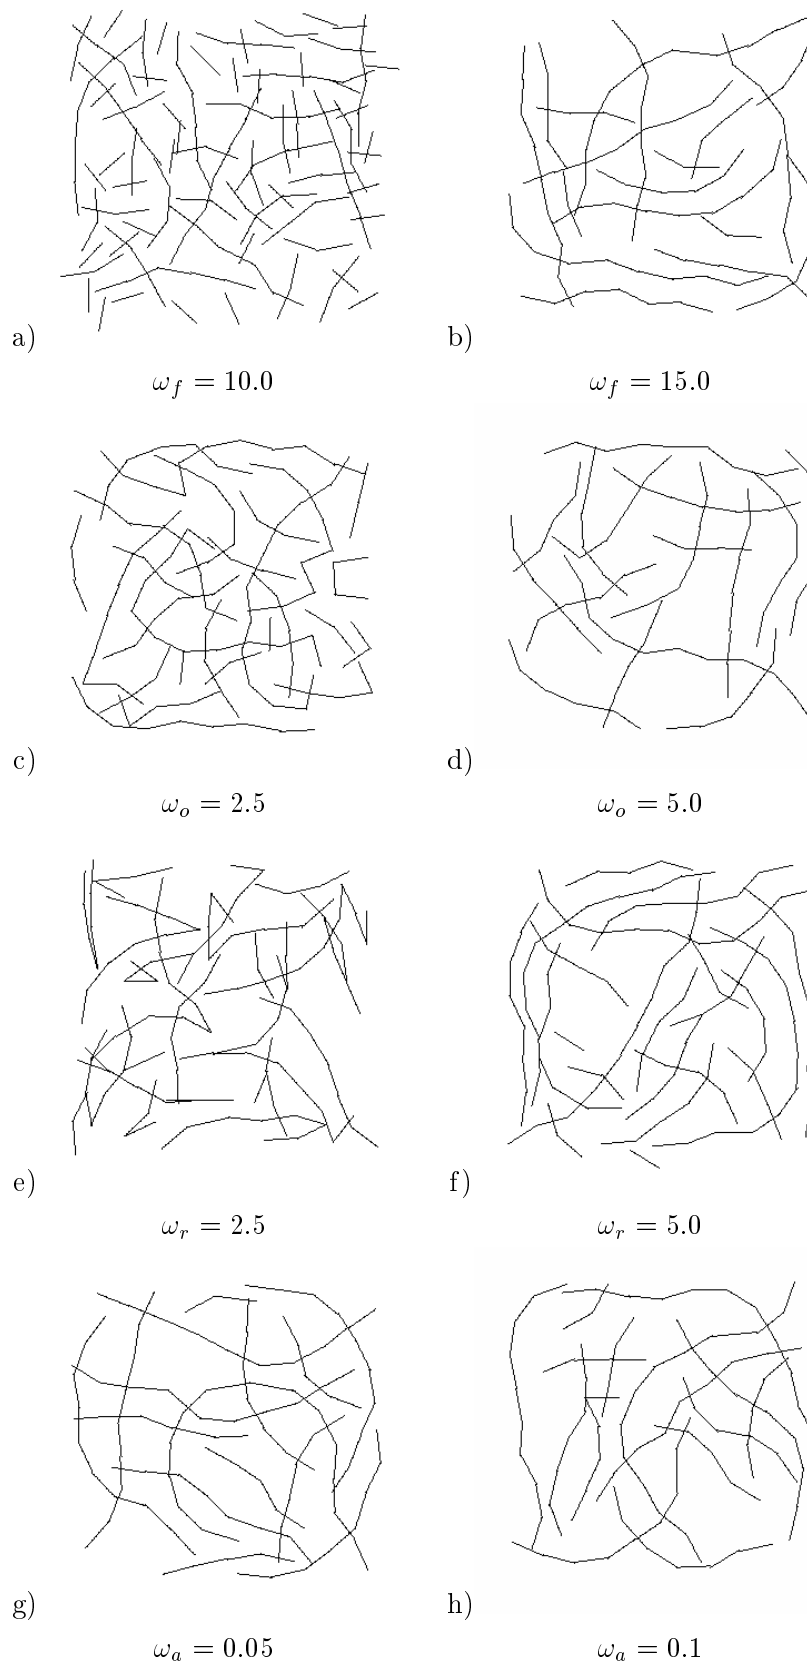 a)
b)
ω_f = 10.0
ω_f = 15.0
c)
d)
ω_o = 2.5
ω_o = 5.0
e)
f)
ω_r = 2.5
ω_r = 5.0
g)
h)
ω_a = 0.05
ω_a = 0.1